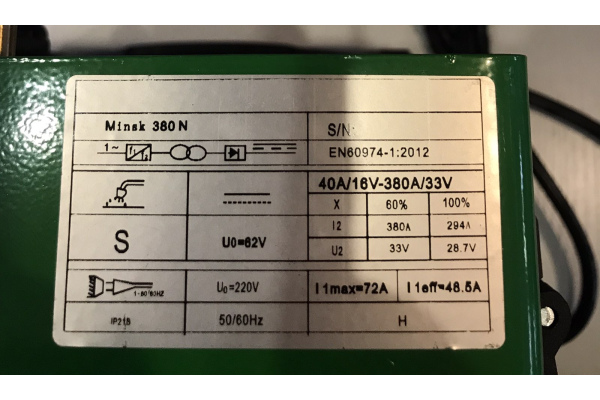 Minsk 380 N
S/N:
1~
EN60974-1:2012
40A/16V-380A/33V
X 60% 100%
S
U0=62V
I2 380A 294A
U2 33V 28.7V
1-50/60HZ
U₀=220V
I1max=72A
I1eff=48.5A
IP21S
50/60Hz
H